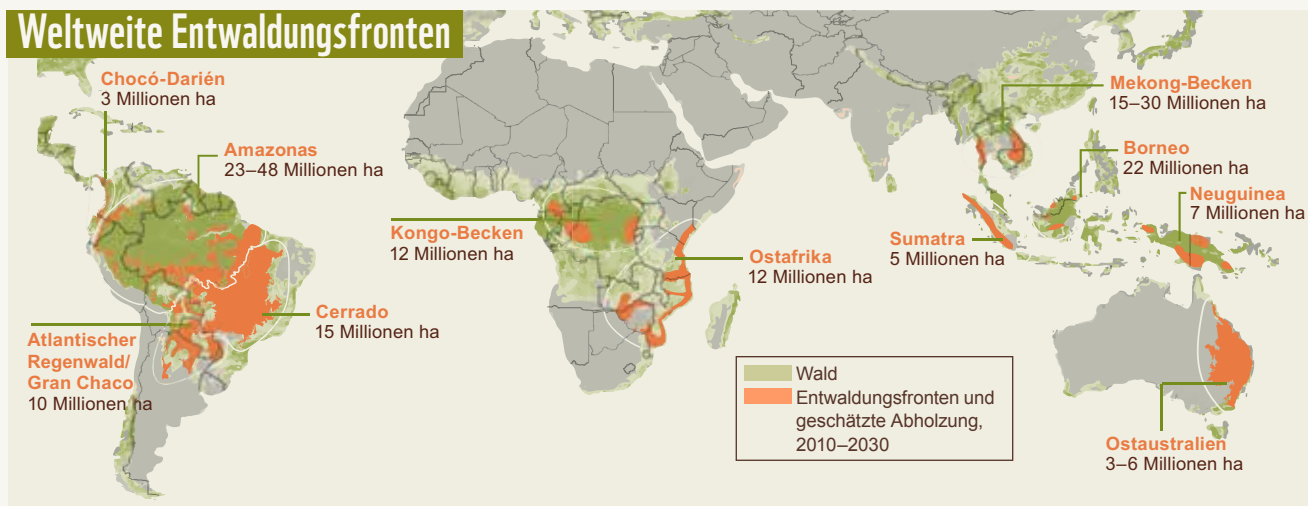 Weltweite Entwaldungsfronten
Chocó-Darién
3 Millionen ha
Amazonas
23–48 Millionen ha
Cerrado
15 Millionen ha
Atlantischer
Regenwald/
Gran Chaco
10 Millionen ha
Kongo-Becken
12 Millionen ha
Ostafrika
12 Millionen ha
Mekong-Becken
15–30 Millionen ha
Borneo
22 Millionen ha
Neuguinea
7 Millionen ha
Sumatra
5 Millionen ha
Ostaustralien
3–6 Millionen ha
Wald
Entwaldungsfronten und
geschätzte Abholzung,
2010–2030